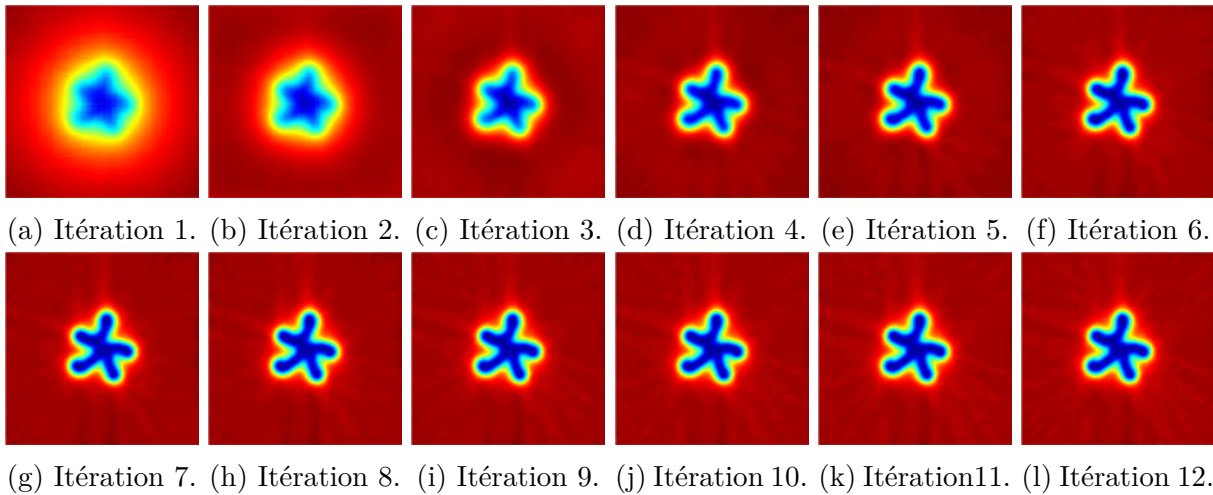 (a) Itération 1. (b) Itération 2. (c) Itération 3. (d) Itération 4. (e) Itération 5. (f) Itération 6.
(g) Itération 7. (h) Itération 8. (i) Itération 9. (j) Itération 10. (k) Itération11. (l) Itération 12.